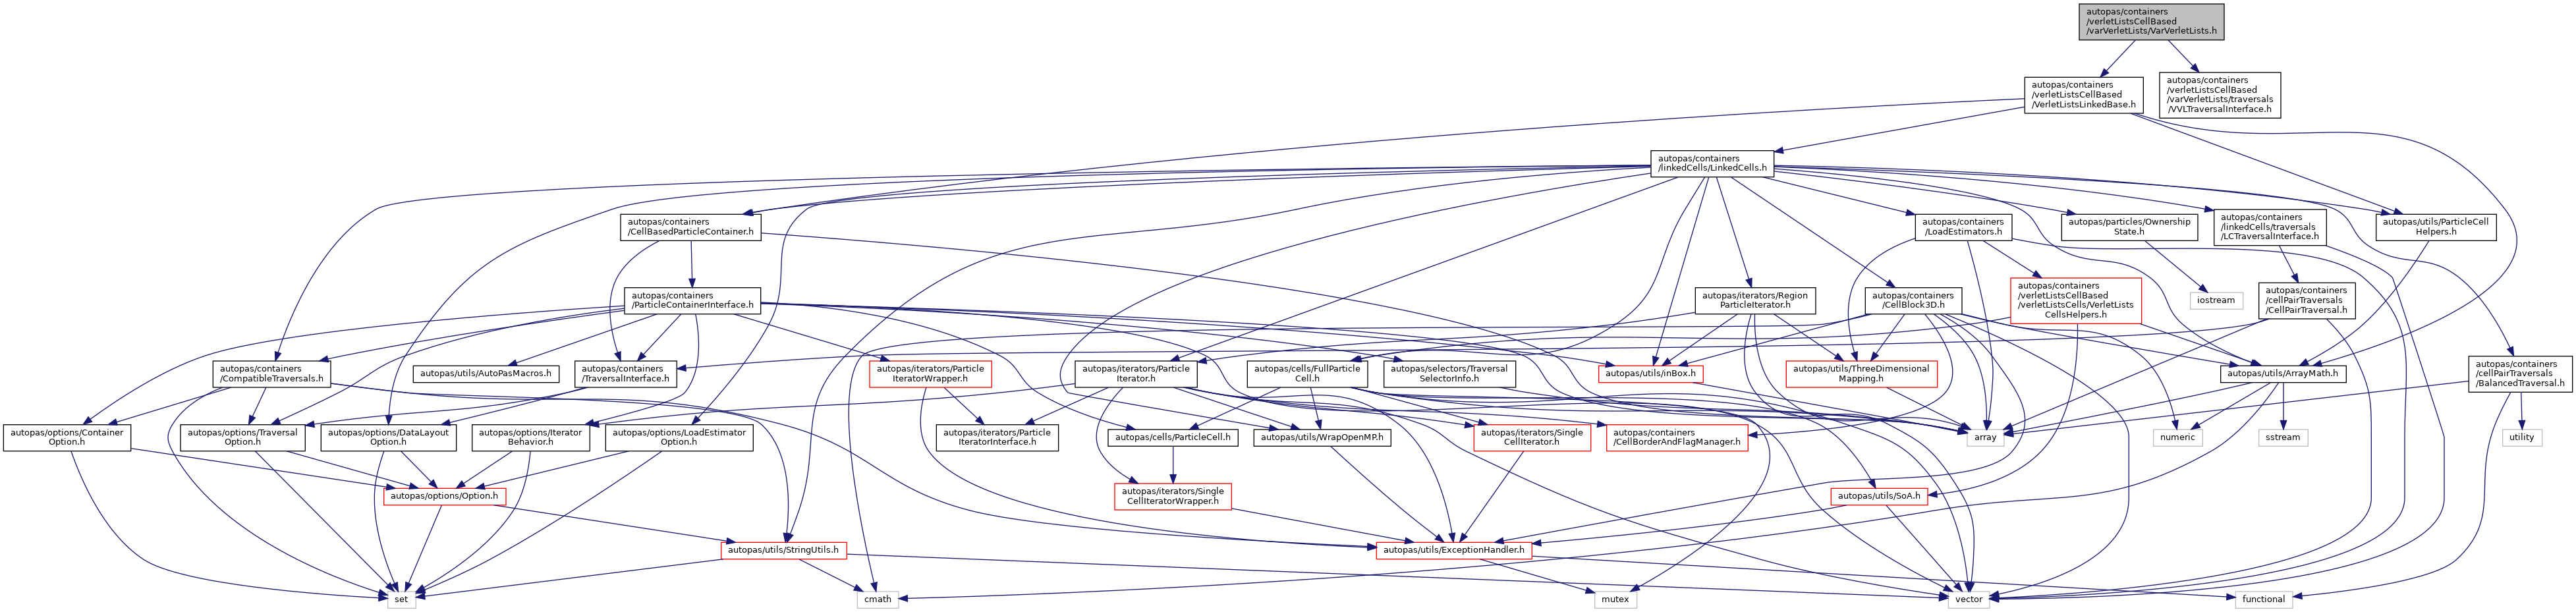 autopas/containers
/verletListsCellBased
/varVerletLists/VarVerletLists.h
autopas/containers
/verletListsCellBased
/VerletListsLinkedBase.h
autopas/containers
/verletListsCellBased
/varVerletLists/traversals
/VVLTraversalInterface.h
autopas/containers
/linkedCells/LinkedCells.h
autopas/containers
/CellBasedParticleContainer.h
autopas/containers
/LoadEstimators.h
autopas/particles/Ownership
State.h
autopas/containers
/linkedCells/traversals
/LCTraversalInterface.h
autopas/utils/ParticleCell
Helpers.h
autopas/containers
/ParticleContainerInterface.h
autopas/iterators/Region
ParticleIterator.h
autopas/containers
/CellBlock3D.h
autopas/containers
/verletListsCellBased
/verletListsCells/VerletLists
CellsHelpers.h
iostream
autopas/containers
/cellPairTraversals
/CellPairTraversal.h
autopas/containers
/CompatibleTraversals.h
autopas/utils/AutoPasMacros.h
autopas/containers
/TraversalInterface.h
autopas/iterators/Particle
IteratorWrapper.h
autopas/iterators/Particle
Iterator.h
autopas/cells/FullParticle
Cell.h
autopas/selectors/Traversal
SelectorInfo.h
autopas/utils/inBox.h
autopas/utils/ThreeDimensional
Mapping.h
autopas/utils/ArrayMath.h
autopas/containers
/cellPairTraversals
/BalancedTraversal.h
autopas/options/Container
Option.h
autopas/options/Traversal
Option.h
autopas/options/DataLayout
Option.h
autopas/options/Iterator
Behavior.h
autopas/options/LoadEstimator
Option.h
autopas/iterators/Particle
IteratorInterface.h
autopas/cells/ParticleCell.h
autopas/utils/WrapOpenMP.h
autopas/iterators/Single
CellIterator.h
autopas/containers
/CellBorderAndFlagManager.h
array
numeric
sstream
utility
autopas/options/Option.h
autopas/iterators/Single
CellIteratorWrapper.h
autopas/utils/SoA.h
autopas/utils/StringUtils.h
autopas/utils/ExceptionHandler.h
set
cmath
mutex
vector
functional